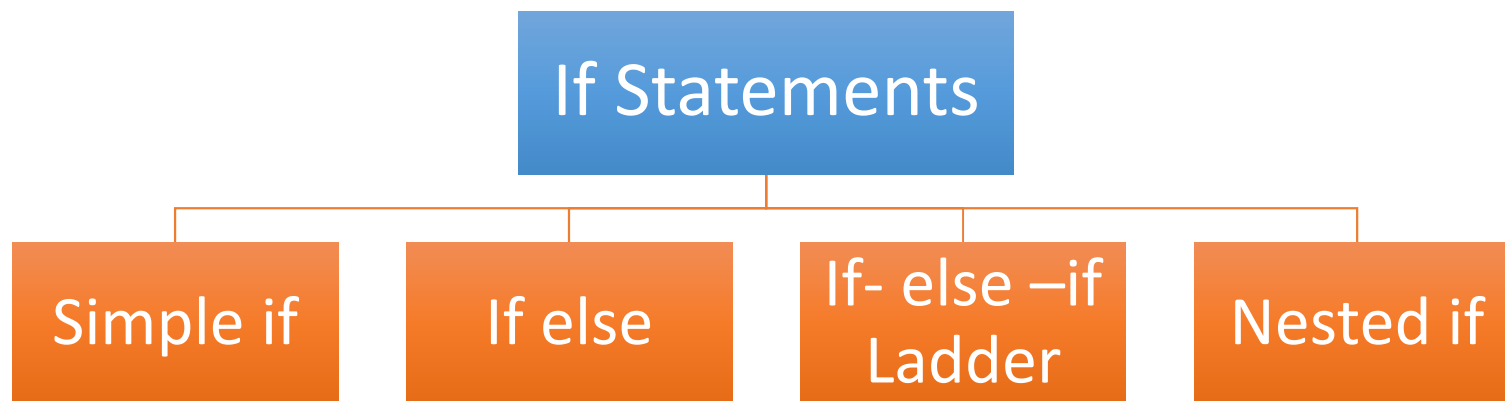 If Statements
Simple if
If else
If- else –if
Ladder
Nested if